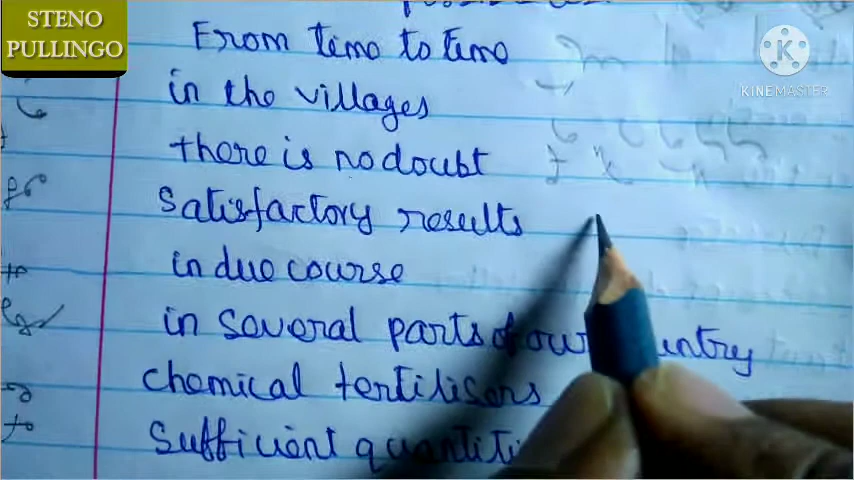 STENO
PULLINGO
KINEMASTER
From time to time
in the villages
there is no doubt
Satisfactory results
in due course
in several parts of our
chemical fertilisers
Sufficient